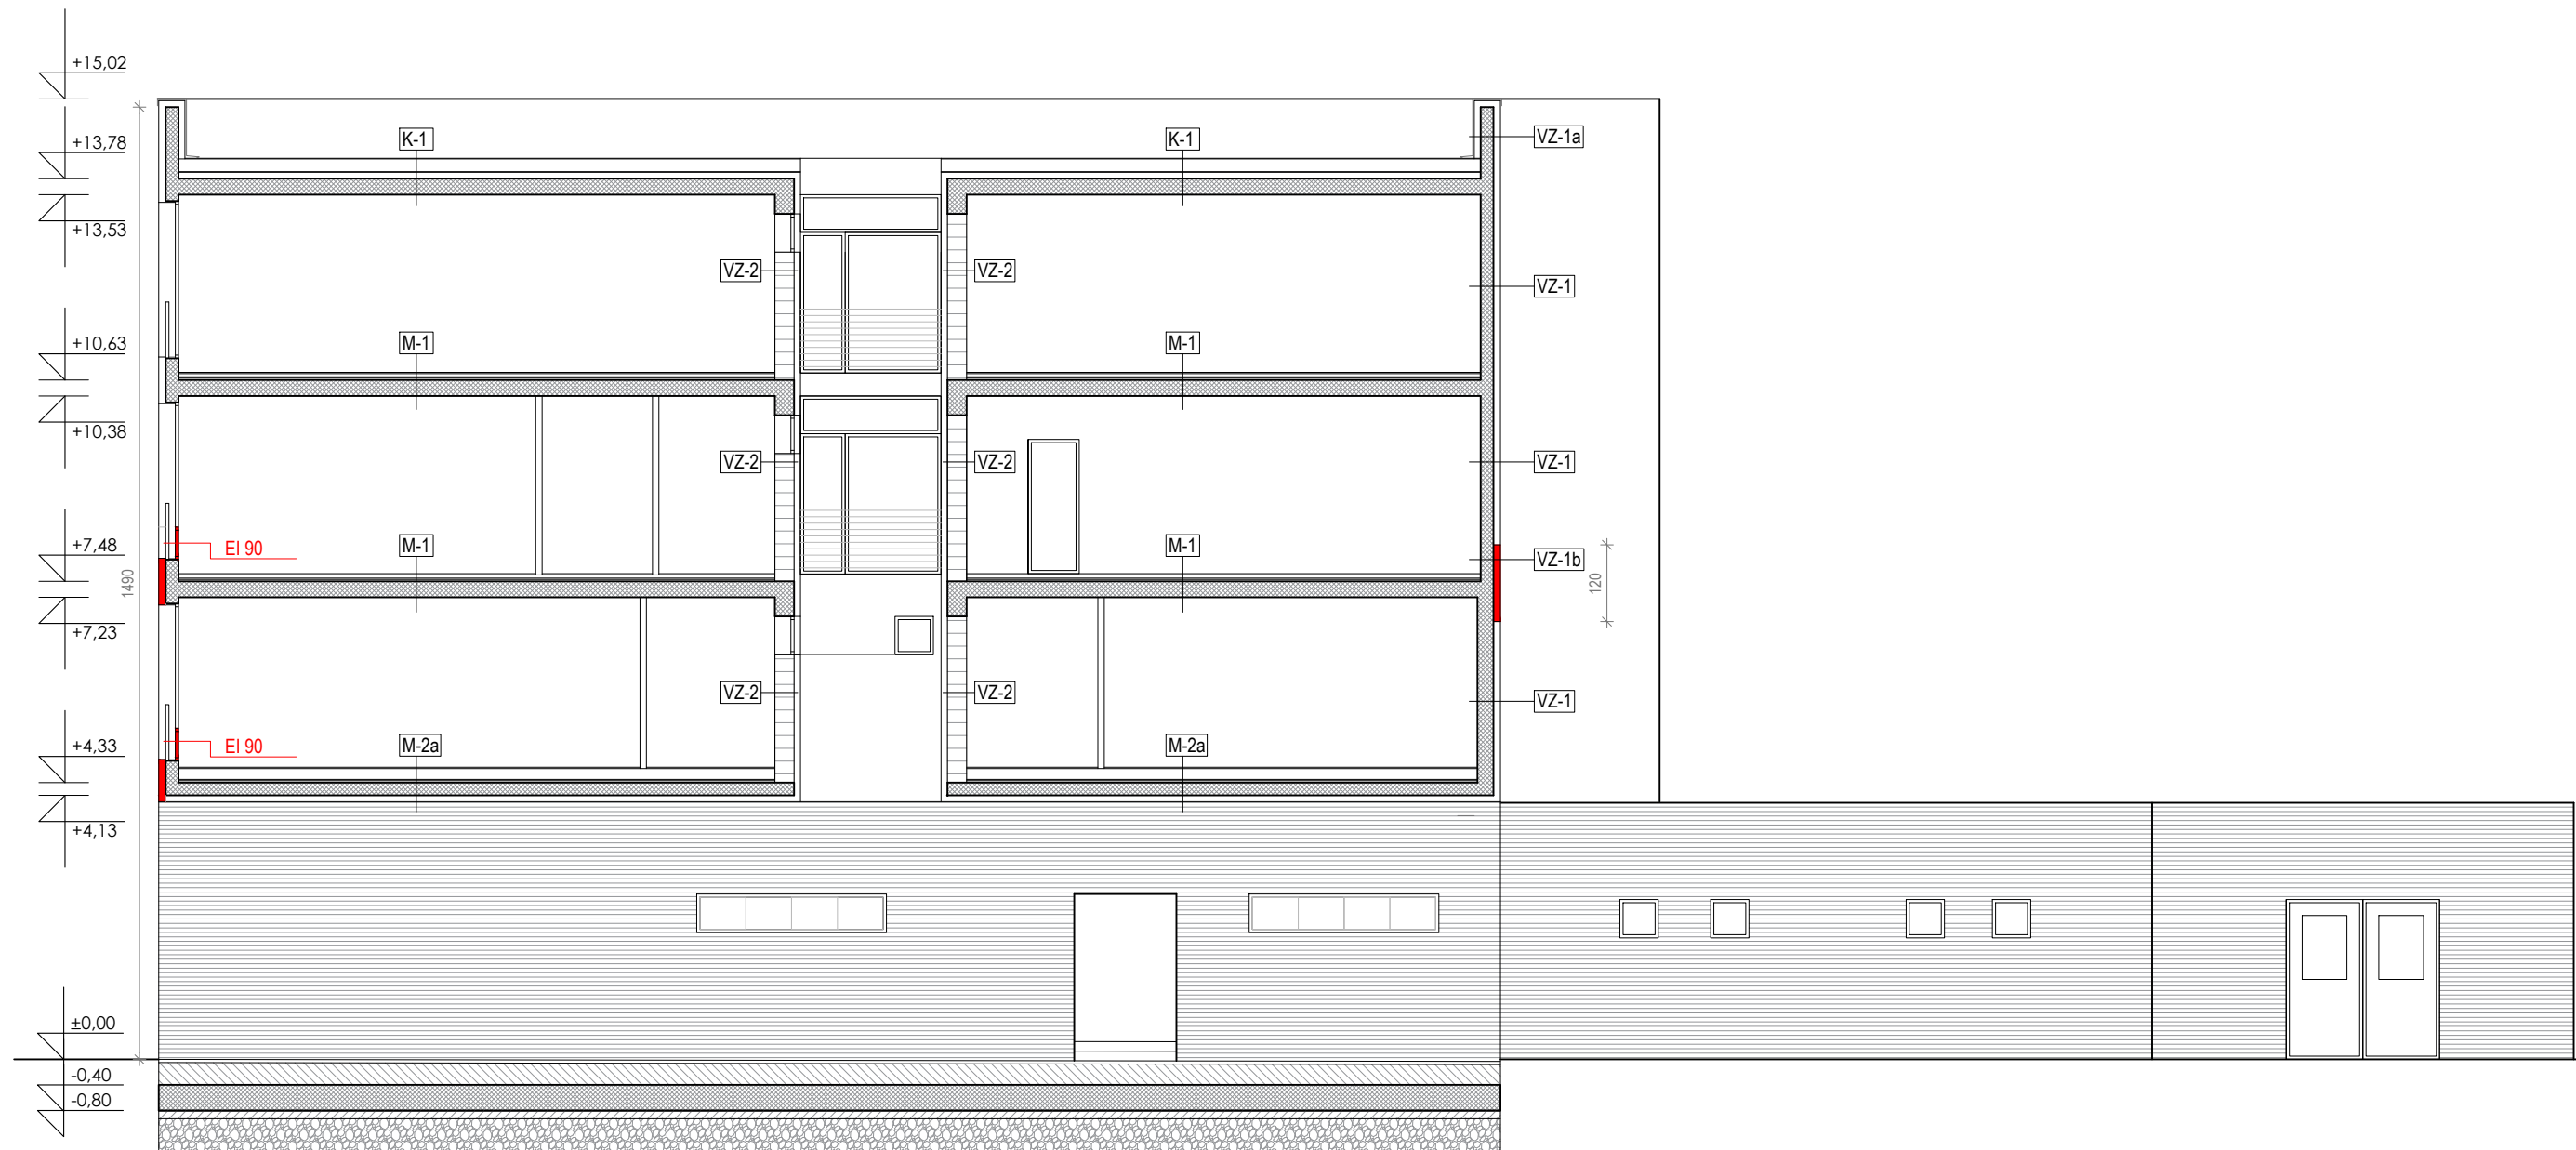 +15,02
K-1
K-1
VZ-1a
+13,78
+13,53
VZ-2
VZ-2
VZ-1
+10,63
M-1
M-1
+10,38
VZ-2
VZ-2
VZ-1
+7,48
EI 90
M-1
M-1
VZ-1b
1490
120
+7,23
VZ-2
VZ-2
VZ-1
+4,33
EI 90
M-2a
M-2a
+4,13
±0,00
-0,40
-0,80